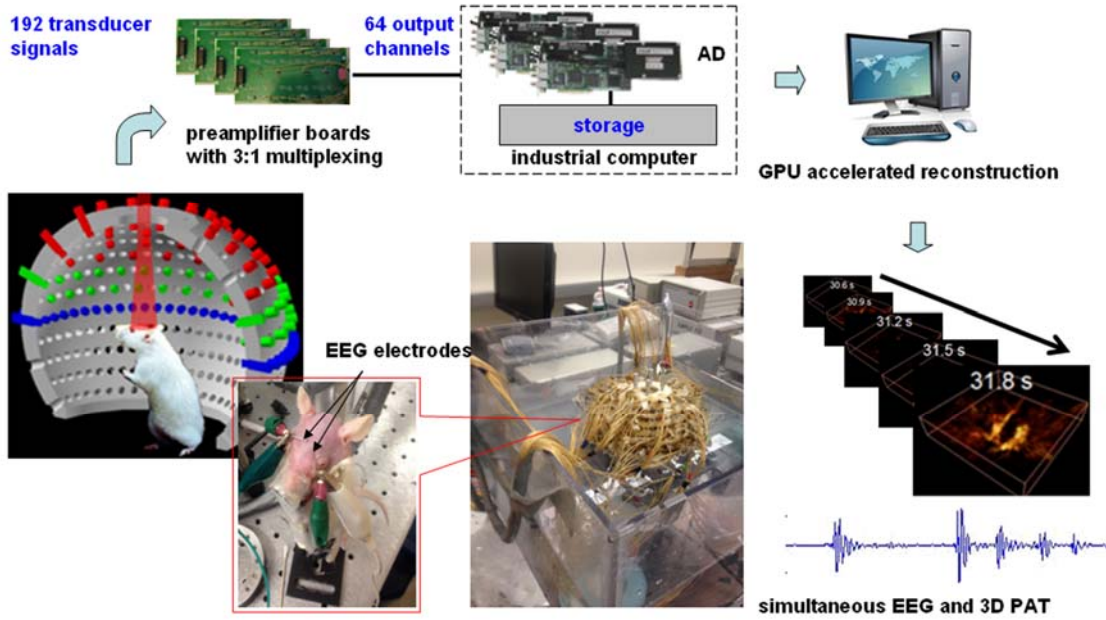 192 transducer
signals
64 output
channels
AD
storage
industrial computer
preamplifier boards
with 3:1 multiplexing
GPU accelerated reconstruction
EEG electrodes
30.6 s
30.9 s
31.2 s
31.5 s
31.8 s
simultaneous EEG and 3D PAT